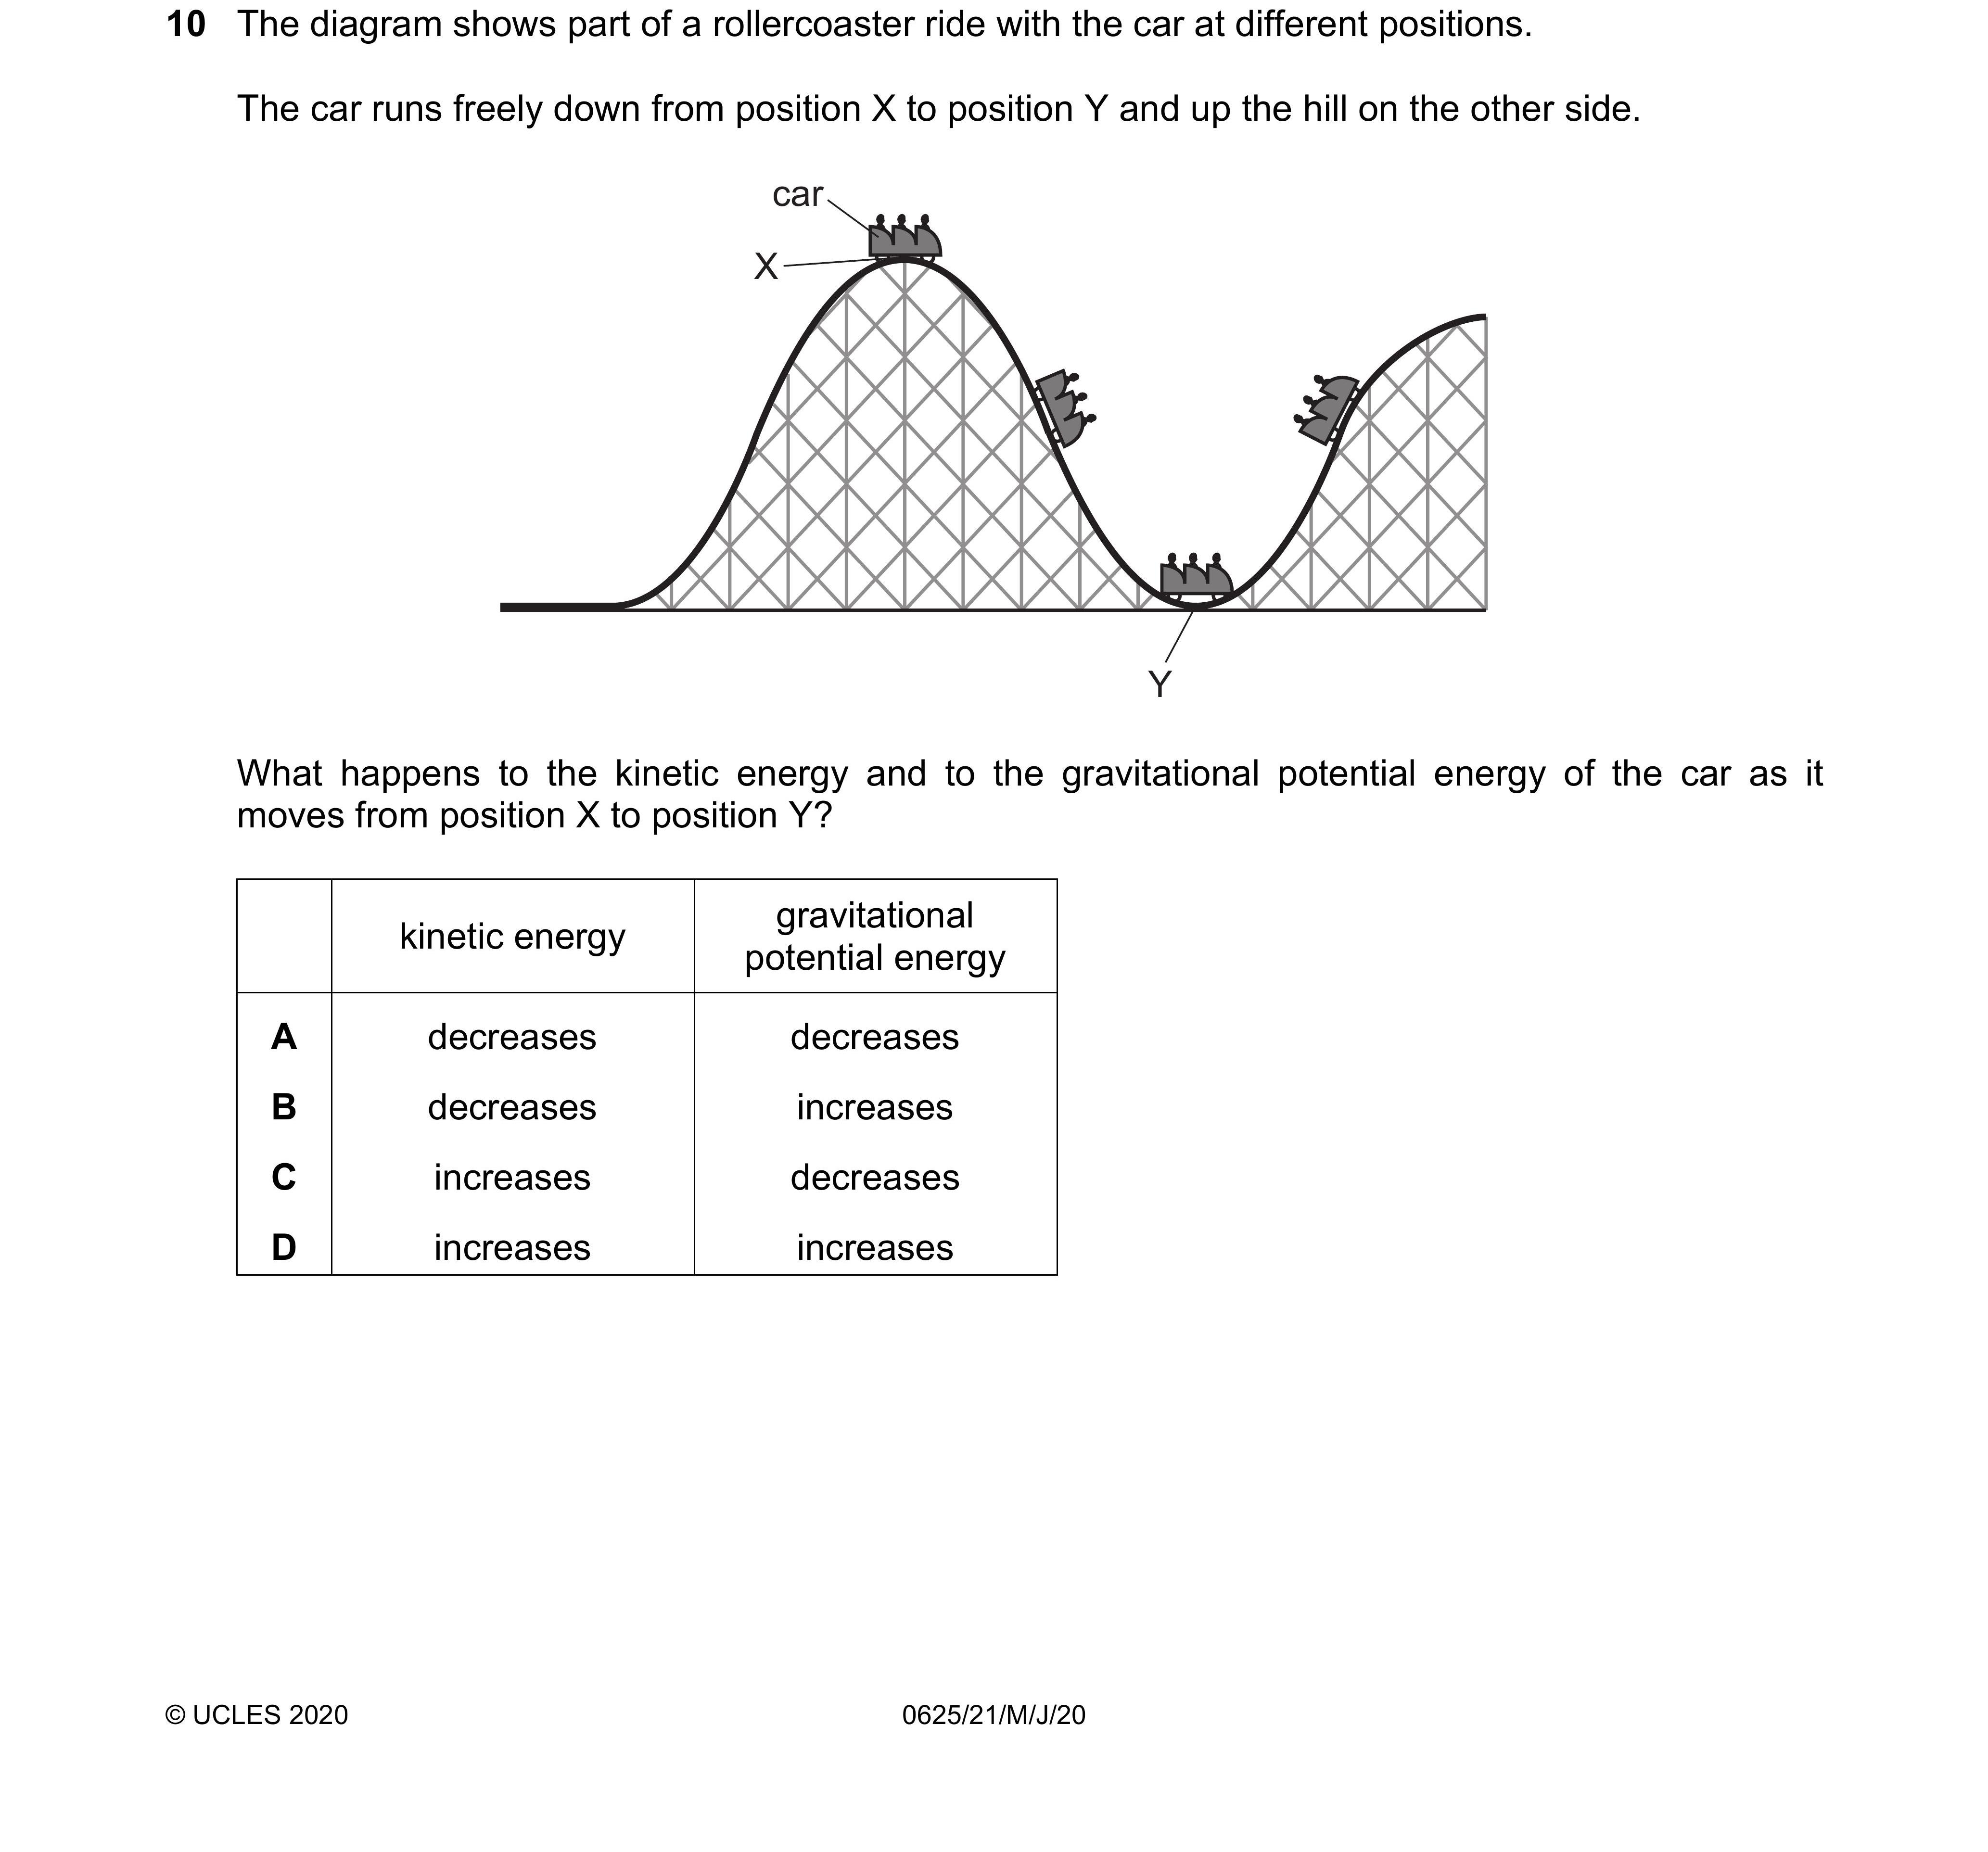 10 The diagram shows part of a rollercoaster ride with the car at different positions.
The car runs freely down from position X to position Y and up the hill on the other side.
car
X
Y
What happens to the kinetic energy and to the gravitational potential energy of the car as it
moves from position X to position Y?
kinetic energy gravitational
potential energy
A decreases decreases
B decreases increases
C increases decreases
D increases increases
© UCLES 2020 0625/21/M/J/20